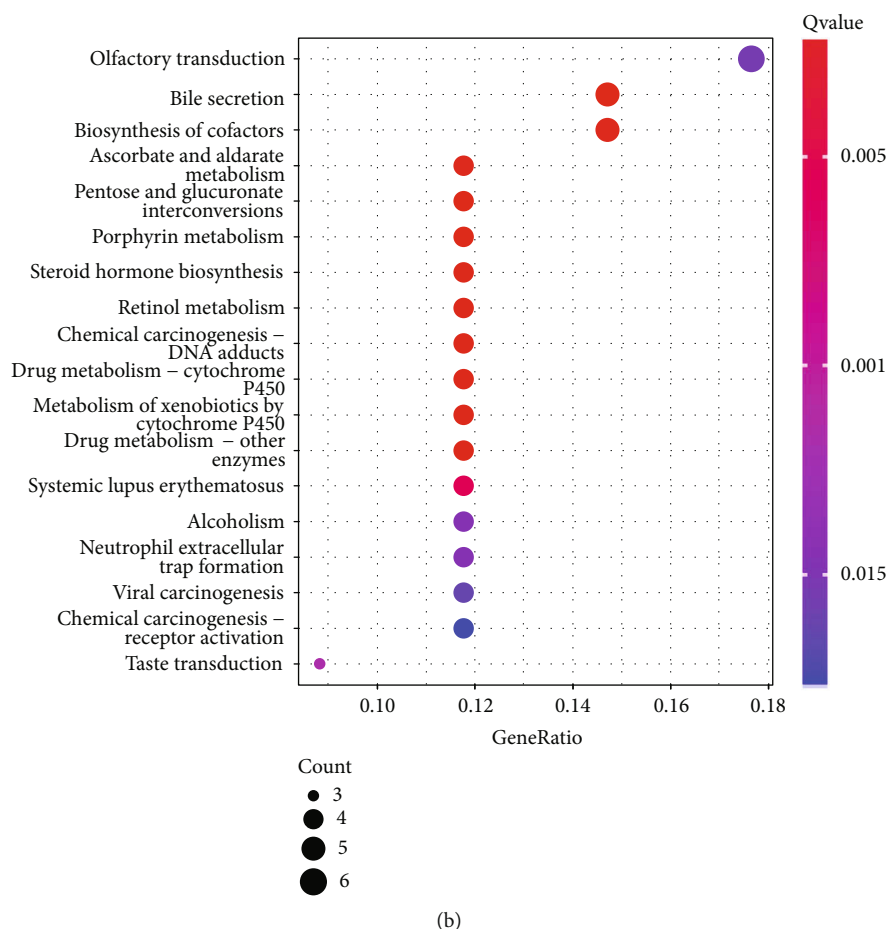 Qvalue
Olfactory transduction
Bile secretion
Biosynthesis of cofactors
Ascorbate and aldarate
metabolism
Pentose and glucuronate
interconversions
Porphyrin metabolism
Steroid hormone biosynthesis
Retinol metabolism
Chemical carcinogenesis −
DNA adducts
Drug metabolism − cytochrome
P450
Metabolism of xenobiotics by
cytochrome P450
Drug metabolism − other
enzymes
Systemic lupus erythematosus
Alcoholism
Neutrophil extracellular
trap formation
Viral carcinogenesis
Chemical carcinogenesis −
receptor activation
Taste transduction
0.005
0.001
0.015
0.10 0.12 0.14 0.16 0.18
GeneRatio
Count
3
4
5
6
(b)